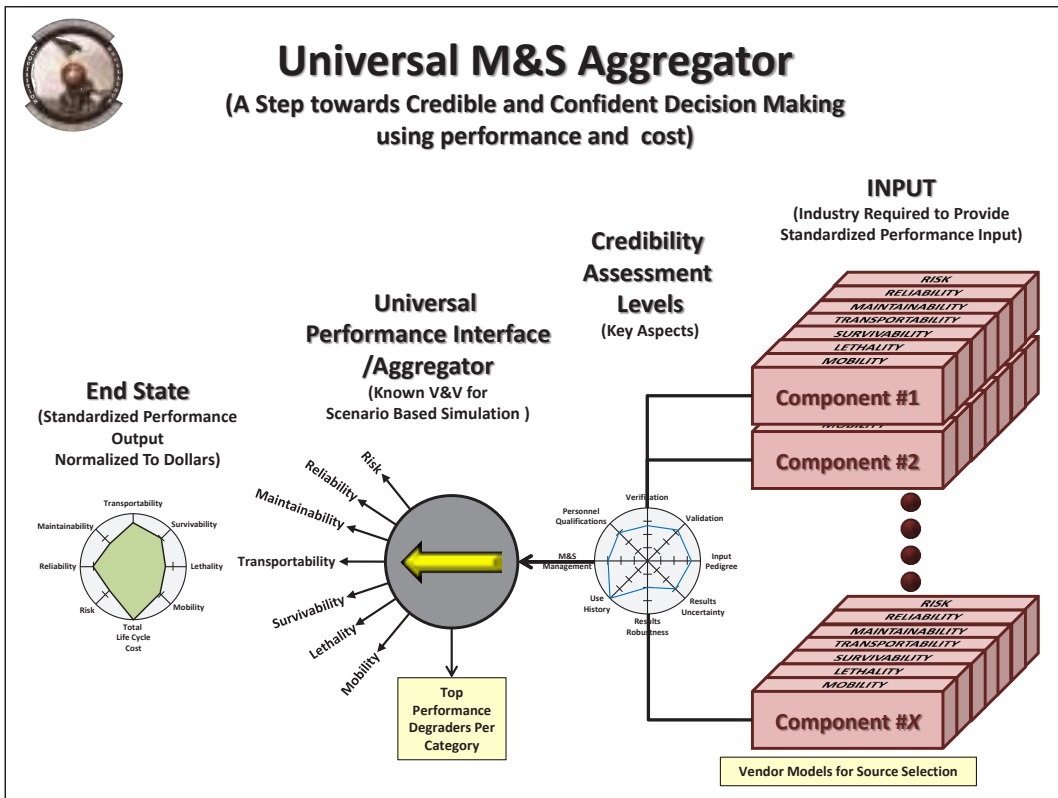 Universal M&S Aggregator
(A Step towards Credible and Confident Decision Making
using performance and cost)
INPUT
(Industry Required to Provide
Standardized Performance Input)
Credibility
Assessment
Levels
(Key Aspects)
Universal
Performance Interface
/Aggregator
(Known V&V for
Scenario Based Simulation )
End State
(Standardized Performance
Output
Normalized To Dollars)
Transportability
Survivability
Lethality
Mobility
Total
Life Cycle
Cost
Risk
Reliability
Maintainability
Risk
Reliability
Maintainability
Transportability
Survivability
Lethality
Mobility
Top
Performance
Degraders Per
Category
Verification
Validation
Input
Pedigree
Results
Uncertainty
Results
Robustness
Use
History
M&S
Management
Personnel
Qualifications
RISK
RELIABILITY
MAINTAINABILITY
TRANSPORTABILITY
SURVIVABILITY
LETHALITY
MOBILITY
Component #1
MOBILITY
Component #2
RISK
RELIABILITY
MAINTAINABILITY
TRANSPORTABILITY
SURVIVABILITY
LETHALITY
MOBILITY
Component #X
Vendor Models for Source Selection